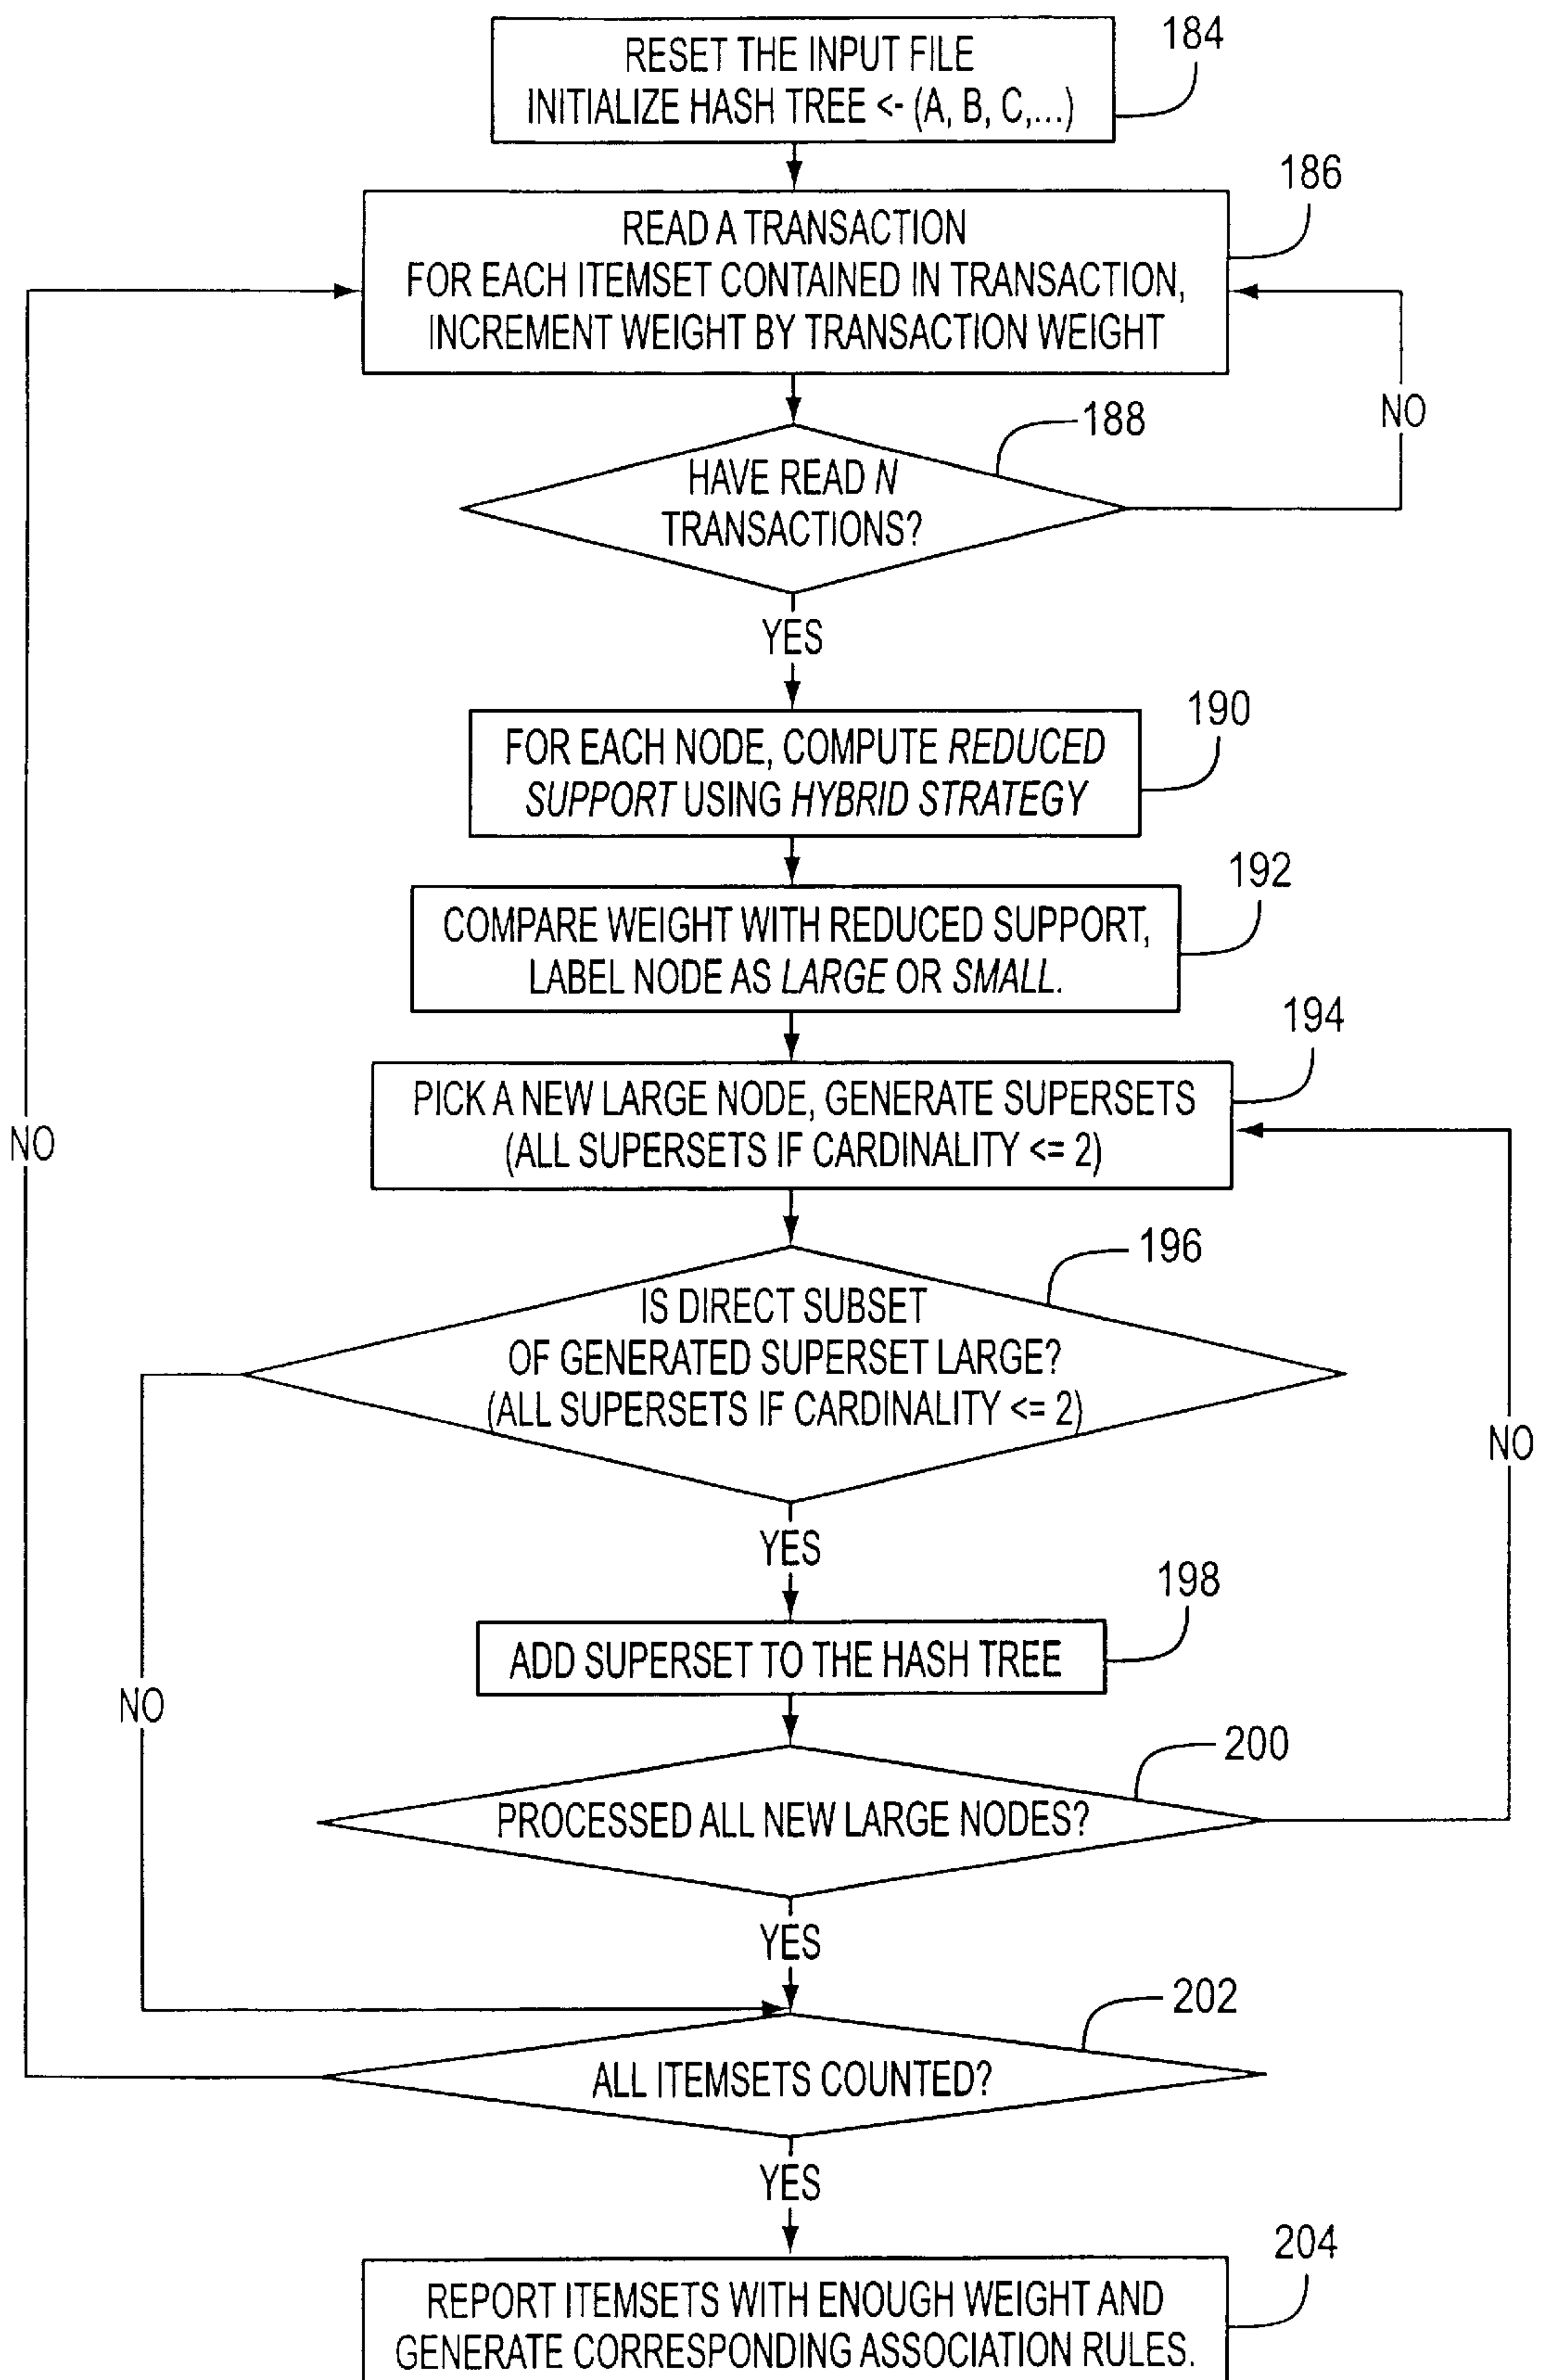 184
RESET THE INPUT FILE
INITIALIZE HASH TREE <- (A, B, C,...)
186
READ A TRANSACTION
FOR EACH ITEMSET CONTAINED IN TRANSACTION,
INCREMENT WEIGHT BY TRANSACTION WEIGHT
NO
188
HAVE READ N
TRANSACTIONS?
YES
190
FOR EACH NODE, COMPUTE REDUCED
SUPPORT USING HYBRID STRATEGY
192
COMPARE WEIGHT WITH REDUCED SUPPORT,
LABEL NODE AS LARGE OR SMALL.
194
PICK A NEW LARGE NODE, GENERATE SUPERSETS
(ALL SUPERSETS IF CARDINALITY <= 2)
NO
196
IS DIRECT SUBSET
OF GENERATED SUPERSET LARGE?
(ALL SUPERSETS IF CARDINALITY <= 2)
NO
YES
198
ADD SUPERSET TO THE HASH TREE
NO
200
PROCESSED ALL NEW LARGE NODES?
YES
202
ALL ITEMSETS COUNTED?
YES
204
REPORT ITEMSETS WITH ENOUGH WEIGHT AND
GENERATE CORRESPONDING ASSOCIATION RULES.